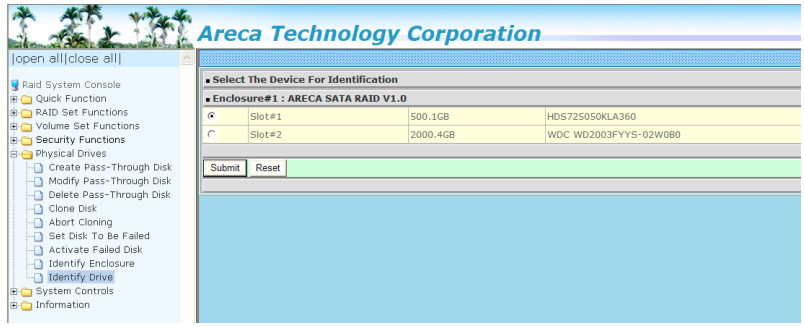 Areca Technology Corporation
|open all|close all|
Raid System Console
Quick Function
RAID Set Functions
Volume Set Functions
Security Functions
Physical Drives
Create Pass-Through Disk
Modify Pass-Through Disk
Delete Pass-Through Disk
Clone Disk
Abort Cloning
Set Disk To Be Failed
Activate Failed Disk
Identify Enclosure
Identify Drive
System Controls
Information
Select The Device For Identification
Enclosure#1 : ARECA SATA RAID V1.0
Slot#1 500.1GB HDS725050KLA360
Slot#2 2000.4GB WDC WD2003FYYS-02W0B0
Submit Reset